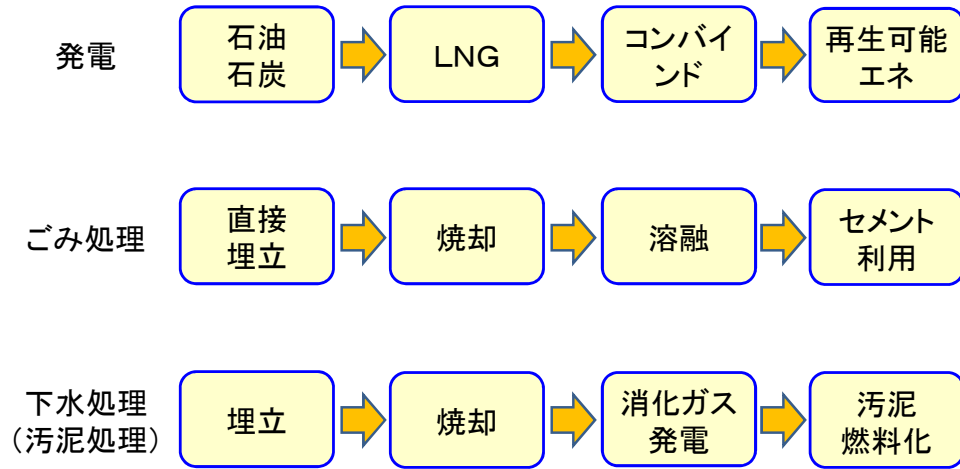 発電
石油
石炭
LNG
コンバイ
ンド
再生可能
エネ
ごみ処理
直接
埋立
焼却
溶融
セメント
利用
下水処理
(汚泥処理)
埋立
焼却
消化ガス
発電
汚泥
燃料化